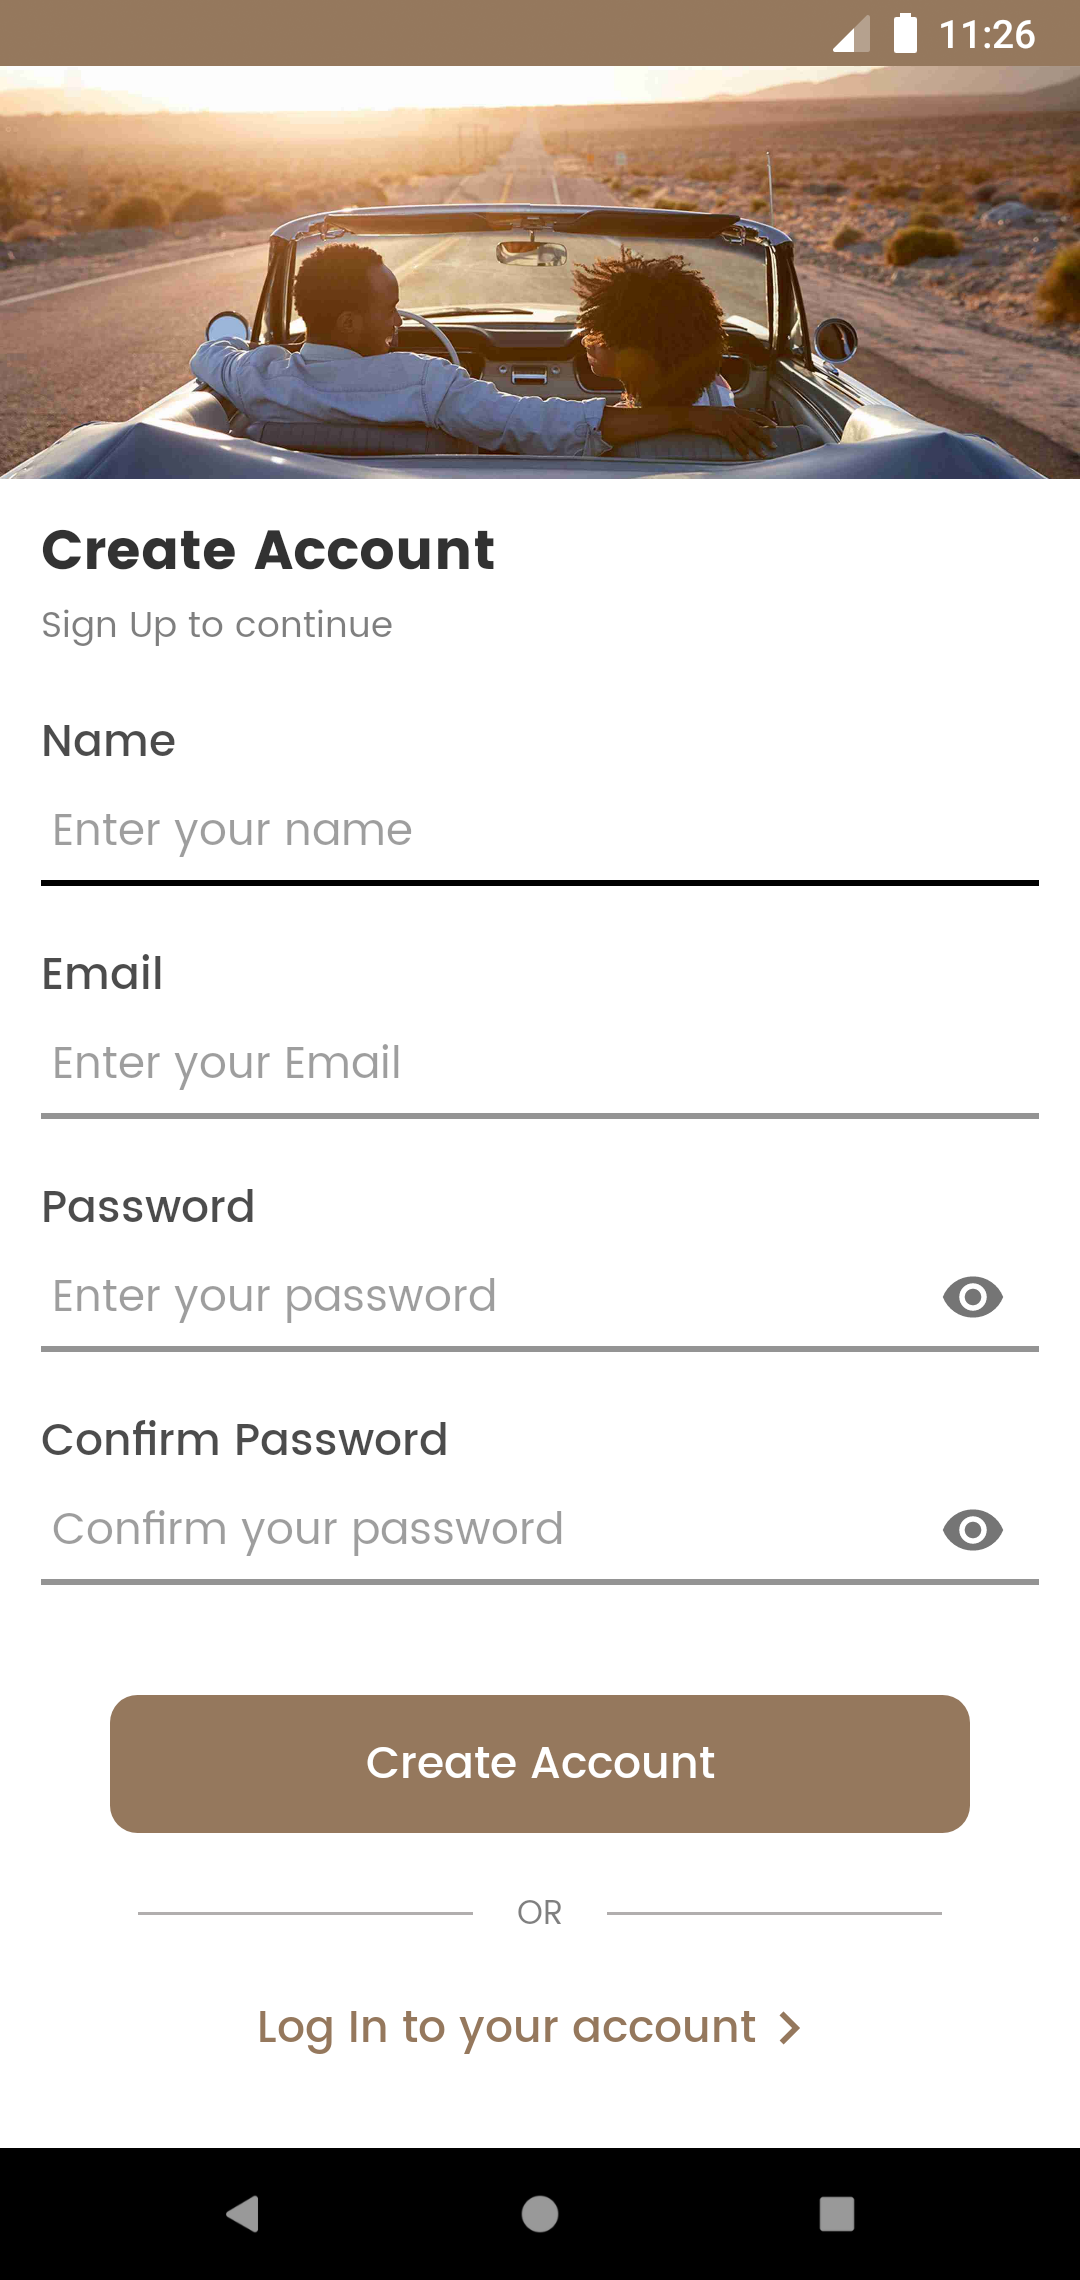 11:26
Create Account
Sign Up to continue
Name
Enter your name
Email
Enter your Email
Password
Enter your password
Confirm Password
Confirm your password
Create Account
OR
Log In to your account